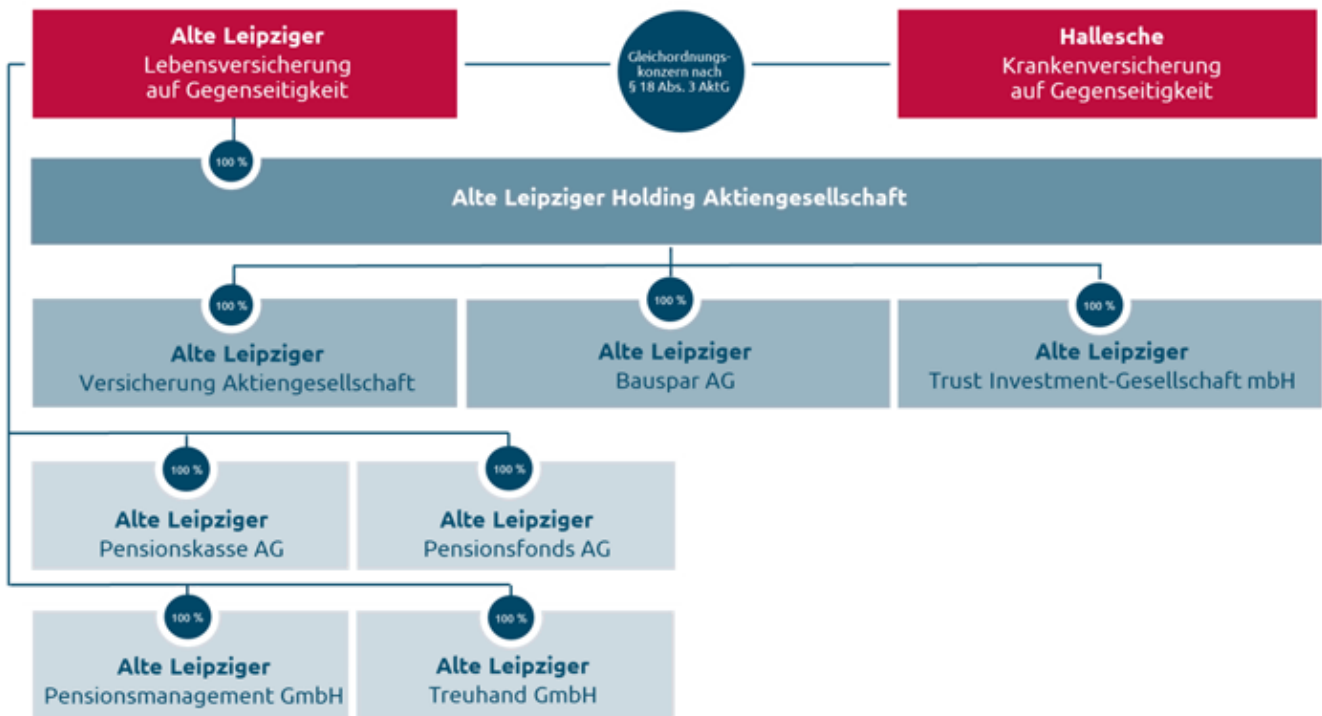 Alte Leipziger
Lebensversicherung
auf Gegenseitigkeit
Gleichordnungs-
konzern nach
§ 18 Abs. 3 AktG
Hallesche
Krankenversicherung
auf Gegenseitigkeit
100 %
Alte Leipziger Holding Aktiengesellschaft
100 %
Alte Leipziger
Versicherung Aktiengesellschaft
100 %
Alte Leipziger
Bauspar AG
100 %
Alte Leipziger
Trust Investment-Gesellschaft mbH
100 %
Alte Leipziger
Pensionskasse AG
100 %
Alte Leipziger
Pensionsfonds AG
100 %
Alte Leipziger
Pensionsmanagement GmbH
100 %
Alte Leipziger
Treuhand GmbH